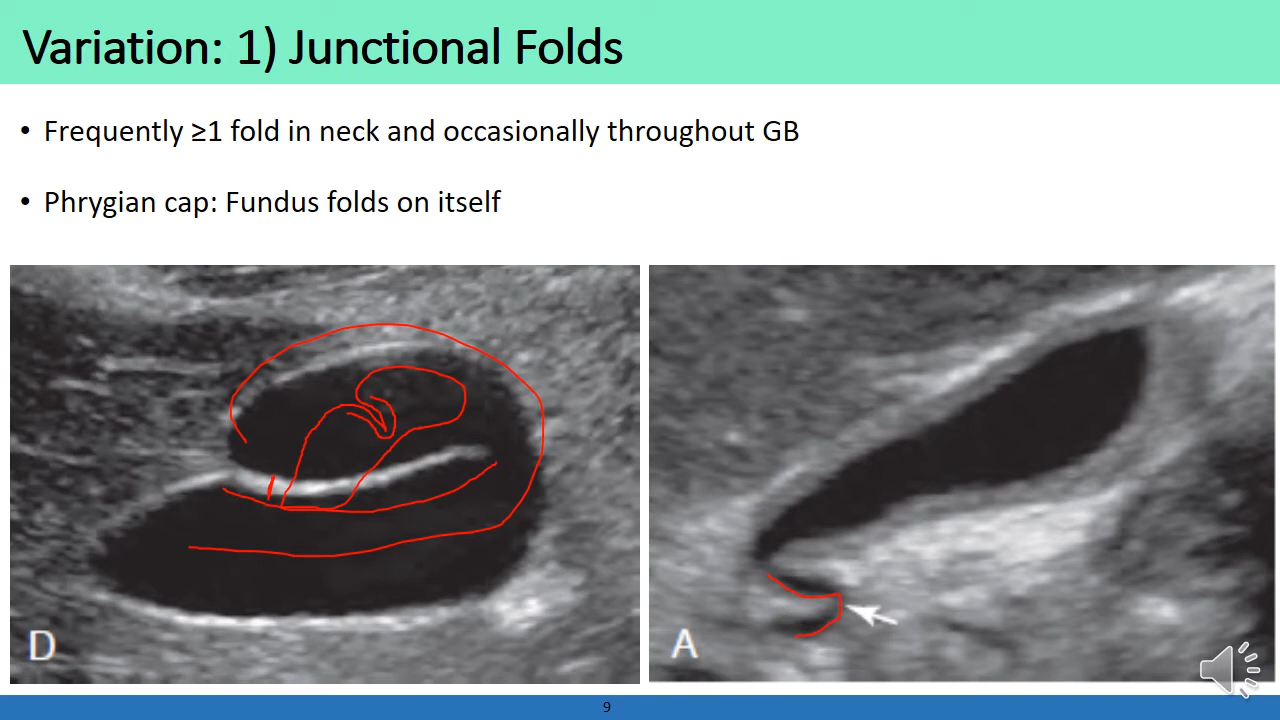 Variation: 1) Junctional Folds
• Frequently ≥1 fold in neck and occasionally throughout GB
• Phrygian cap: Fundus folds on itself
D
A
9